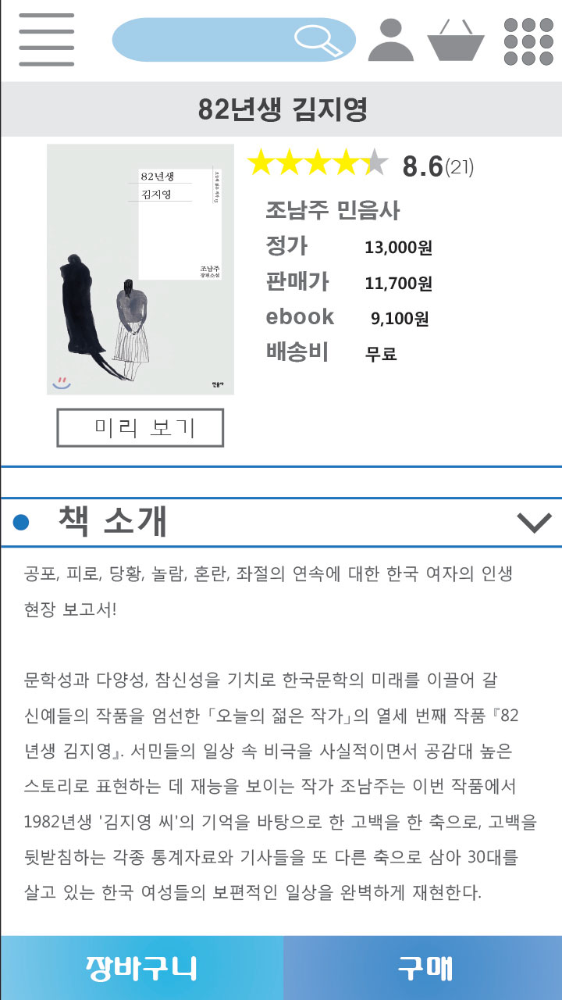 82년생 김지영
82년생
김지영
오늘의 젊은 작가 13
조남주
장편소설
민음사
8.6(21)
조남주 민음사
정가 13,000원
판매가 11,700원
ebook 9,100원
배송비 무료
미리 보기
책 소개
공포, 피로, 당황, 놀람, 혼란, 좌절의 연속에 대한 한국 여자의 인생
현장 보고서!
문학성과 다양성, 참신성을 기치로 한국문학의 미래를 이끌어 갈
신예들의 작품을 엄선한 「오늘의 젊은 작가」의 열세 번째 작품 『82
년생 김지영』. 서민들의 일상 속 비극을 사실적이면서 공감대 높은
스토리로 표현하는 데 재능을 보이는 작가 조남주는 이번 작품에서
1982년생 '김지영 씨'의 기억을 바탕으로 한 고백을 한 축으로, 고백을
뒷받침하는 각종 통계자료와 기사들을 또 다른 축으로 삼아 30대를
살고 있는 한국 여성들의 보편적인 일상을 완벽하게 재현한다.
장바구니
구매